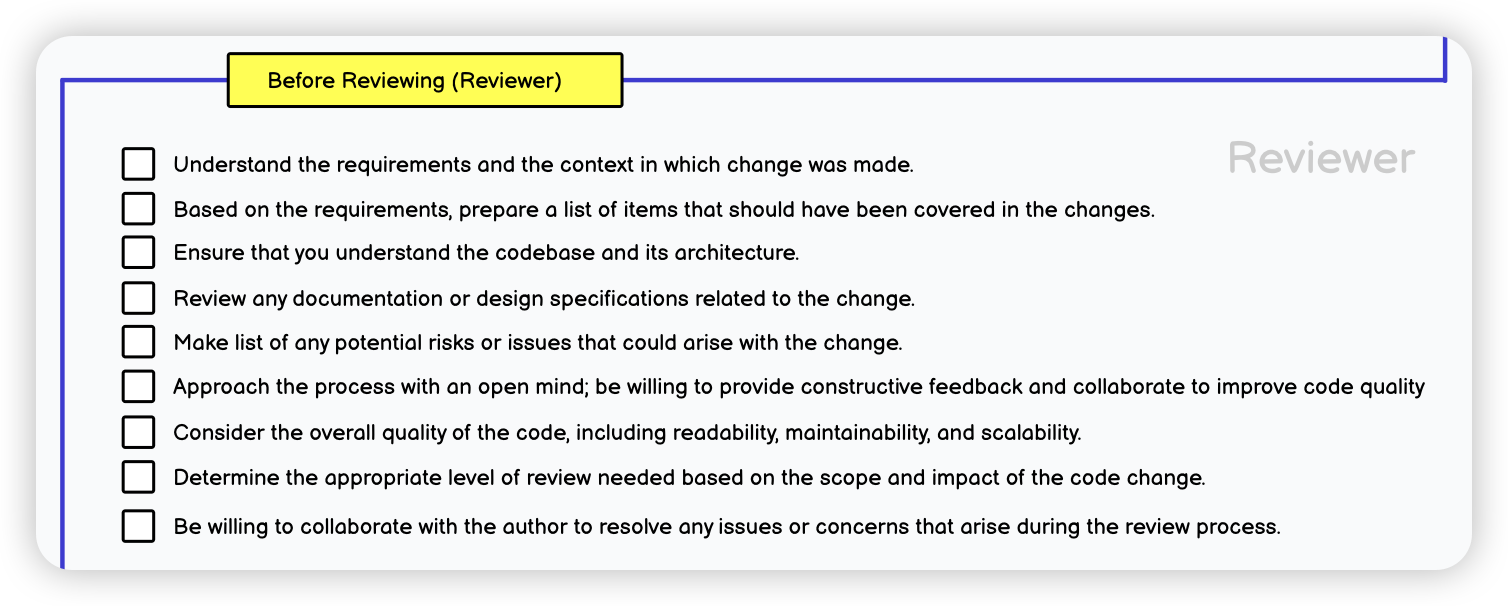 Before Reviewing (Reviewer)
Reviewer
Understand the requirements and the context in which change was made.
Based on the requirements, prepare a list of items that should have been covered in the changes.
Ensure that you understand the codebase and its architecture.
Review any documentation or design specifications related to the change.
Make list of any potential risks or issues that could arise with the change.
Approach the process with an open mind; be willing to provide constructive feedback and collaborate to improve code quality
Consider the overall quality of the code, including readability, maintainability, and scalability.
Determine the appropriate level of review needed based on the scope and impact of the code change.
Be willing to collaborate with the author to resolve any issues or concerns that arise during the review process.